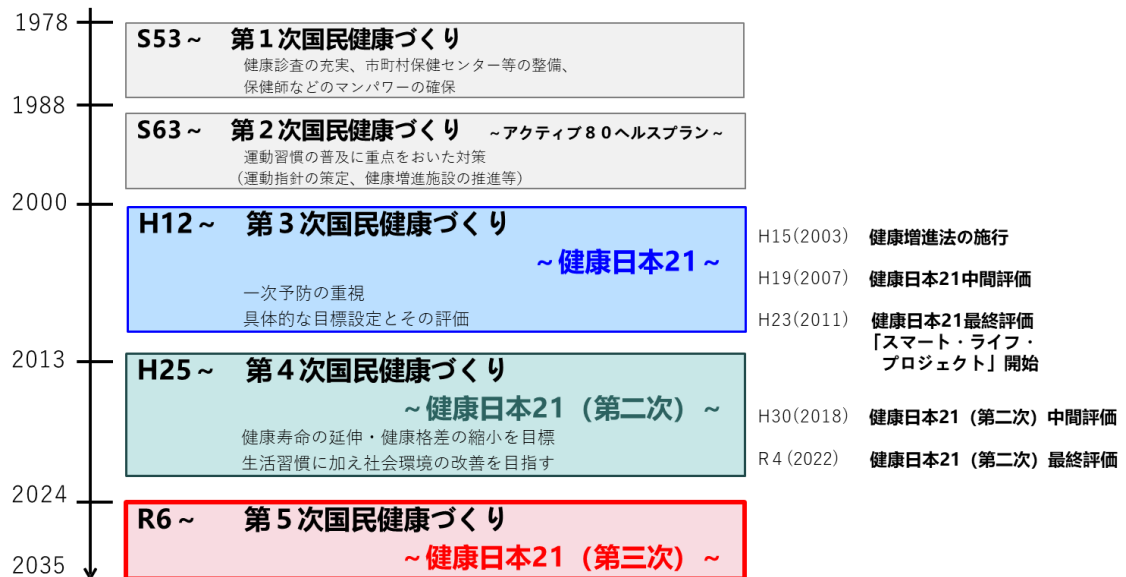 1978
S53～ 第１次国民健康づくり
健康診査の充実、市町村保健センター等の整備、
保健師などのマンパワーの確保
1988
S63～ 第２次国民健康づくり ～アクティブ８０ヘルスプラン～
運動習慣の普及に重点をおいた対策
（運動指針の策定、健康増進施設の推進等）
2000
H12～ 第３次国民健康づくり
～健康日本21～
一次予防の重視
具体的な目標設定とその評価
H15(2003) 健康増進法の施行
H19(2007) 健康日本21中間評価
H23(2011) 健康日本21最終評価
「スマート・ライフ・
プロジェクト」開始
2013
H25～ 第４次国民健康づくり
～健康日本21（第二次）～
健康寿命の延伸・健康格差の縮小を目標
生活習慣に加え社会環境の改善を目指す
H30(2018) 健康日本21（第二次）中間評価
R４(2022) 健康日本21（第二次）最終評価
2024
R6～ 第５次国民健康づくり
～健康日本21（第三次）～
2035